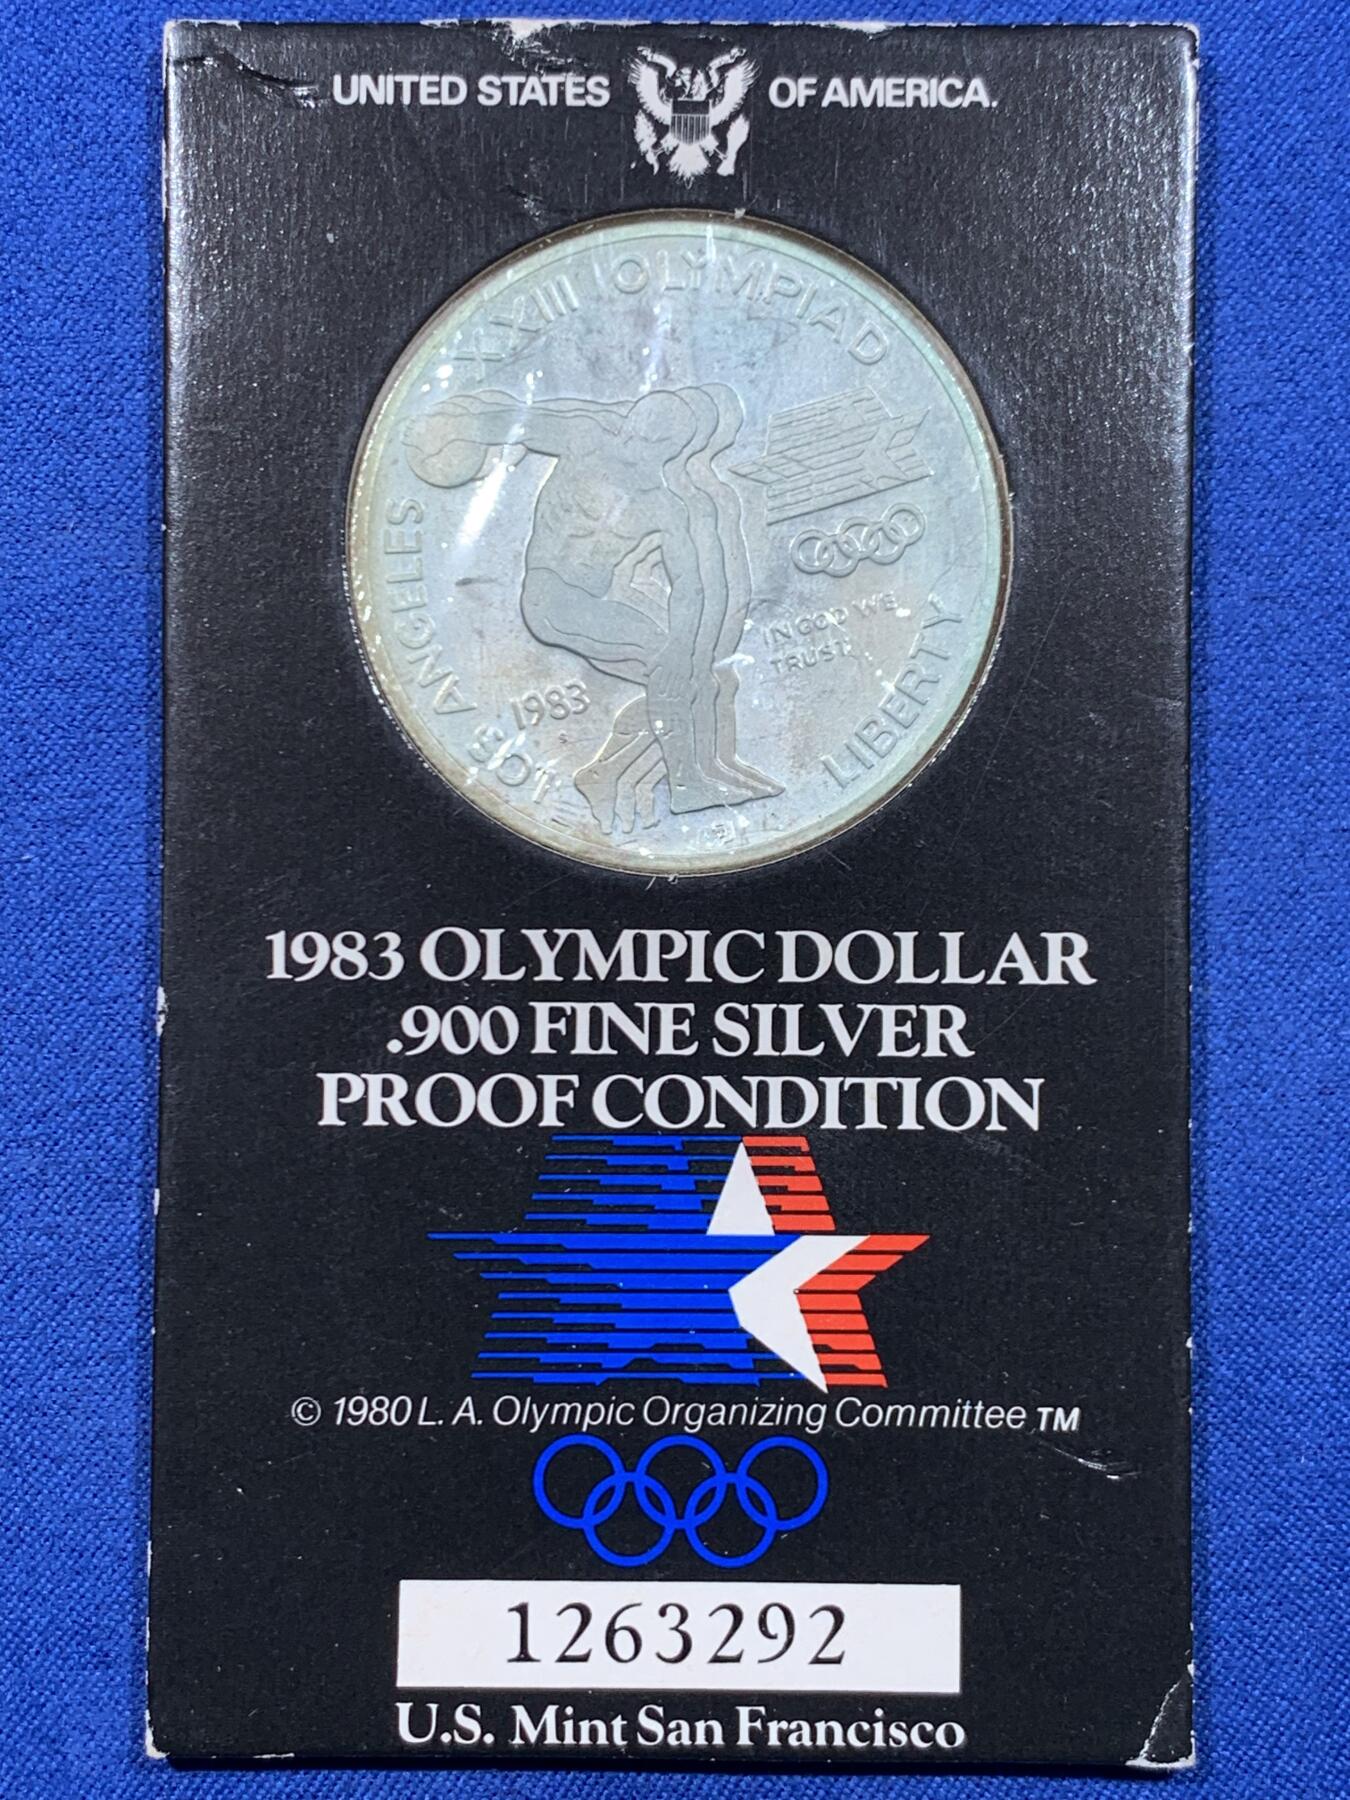 UNITED STATES OF AMERICA.
XXIII OLYMPIAD
LOS ANGELES
1983
IN GOD WE
TRUST
LIBERTY
1983 OLYMPIC DOLLAR
.900 FINE SILVER
PROOF CONDITION
© 1980 L. A. Olympic Organizing Committee TM
1263292
U.S. Mint San Francisco